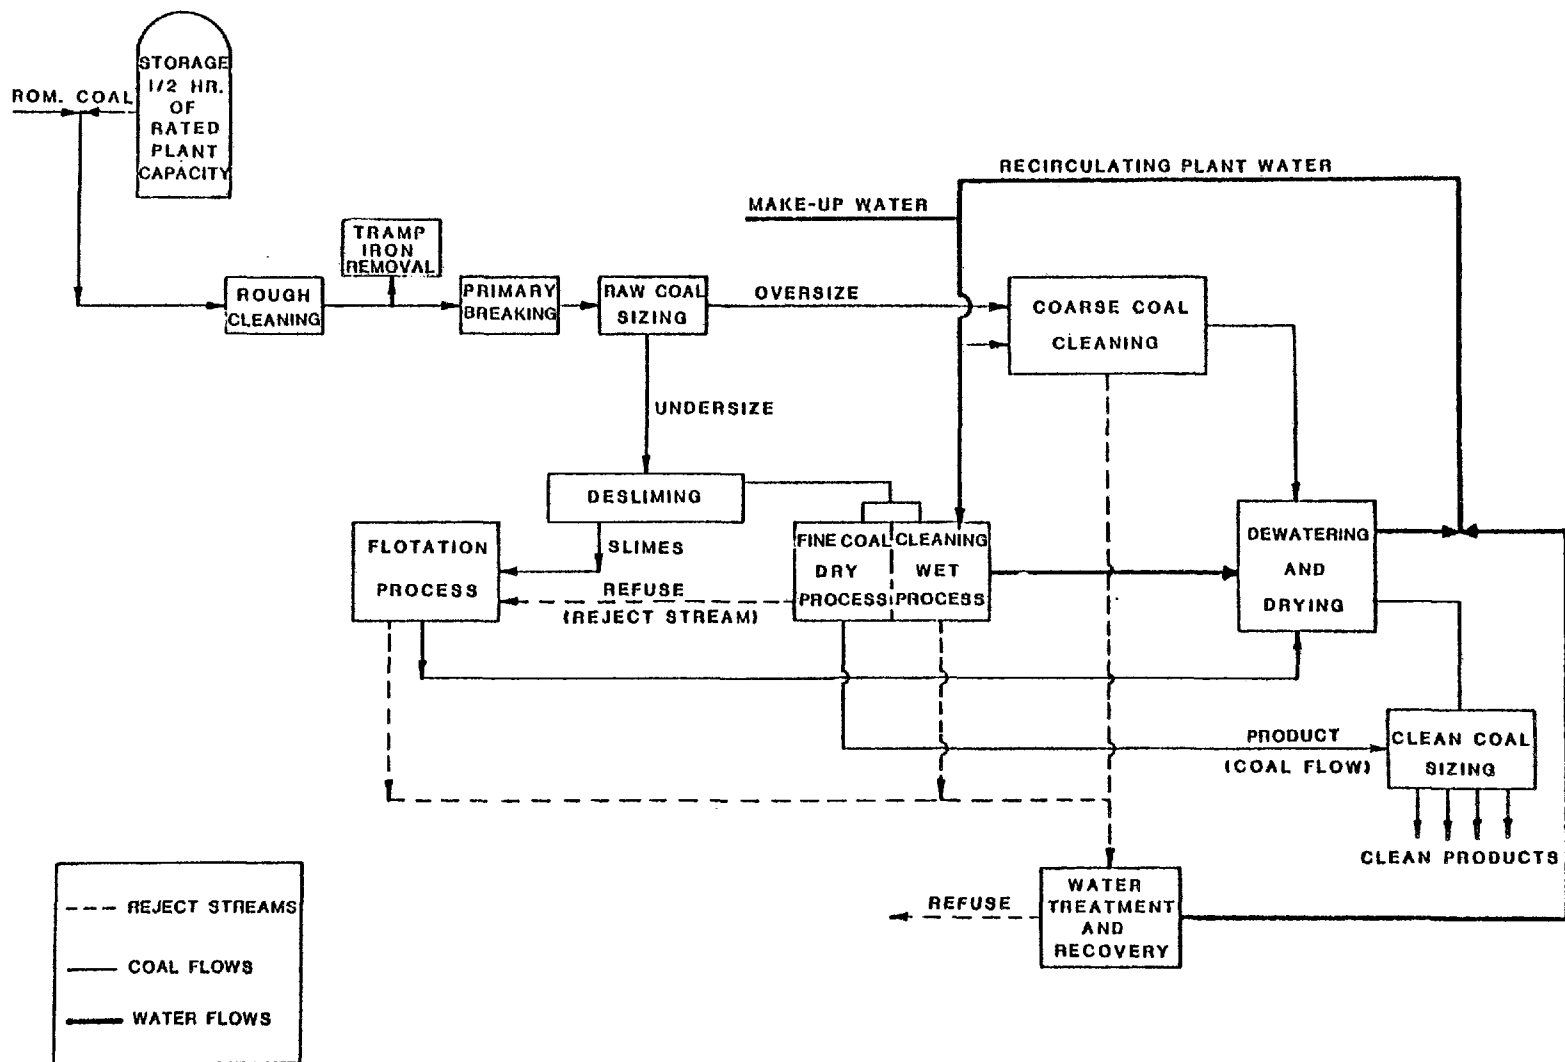 STORAGE
1/2 HR.
OF
RATED
PLANT
CAPACITY
ROM. COAL
RECIRCULATING PLANT WATER
MAKE-UP WATER
TRAMP
IRON
REMOVAL
ROUGH
CLEANING
PRIMARY
BREAKING
RAW COAL
SIZING
OVERSIZE
COARSE COAL
CLEANING
UNDERSIZE
DESLIMING
SLIMES
FLOTATION
PROCESS
REFUSE
(REJECT STREAM)
FINE COAL
DRY
PROCESS
CLEANING
WET
PROCESS
DEWATERING
AND
DRYING
PRODUCT
(COAL FLOW)
CLEAN COAL
SIZING
CLEAN PRODUCTS
WATER
TREATMENT
AND
RECOVERY
REFUSE
REJECT STREAMS
COAL FLOWS
WATER FLOWS